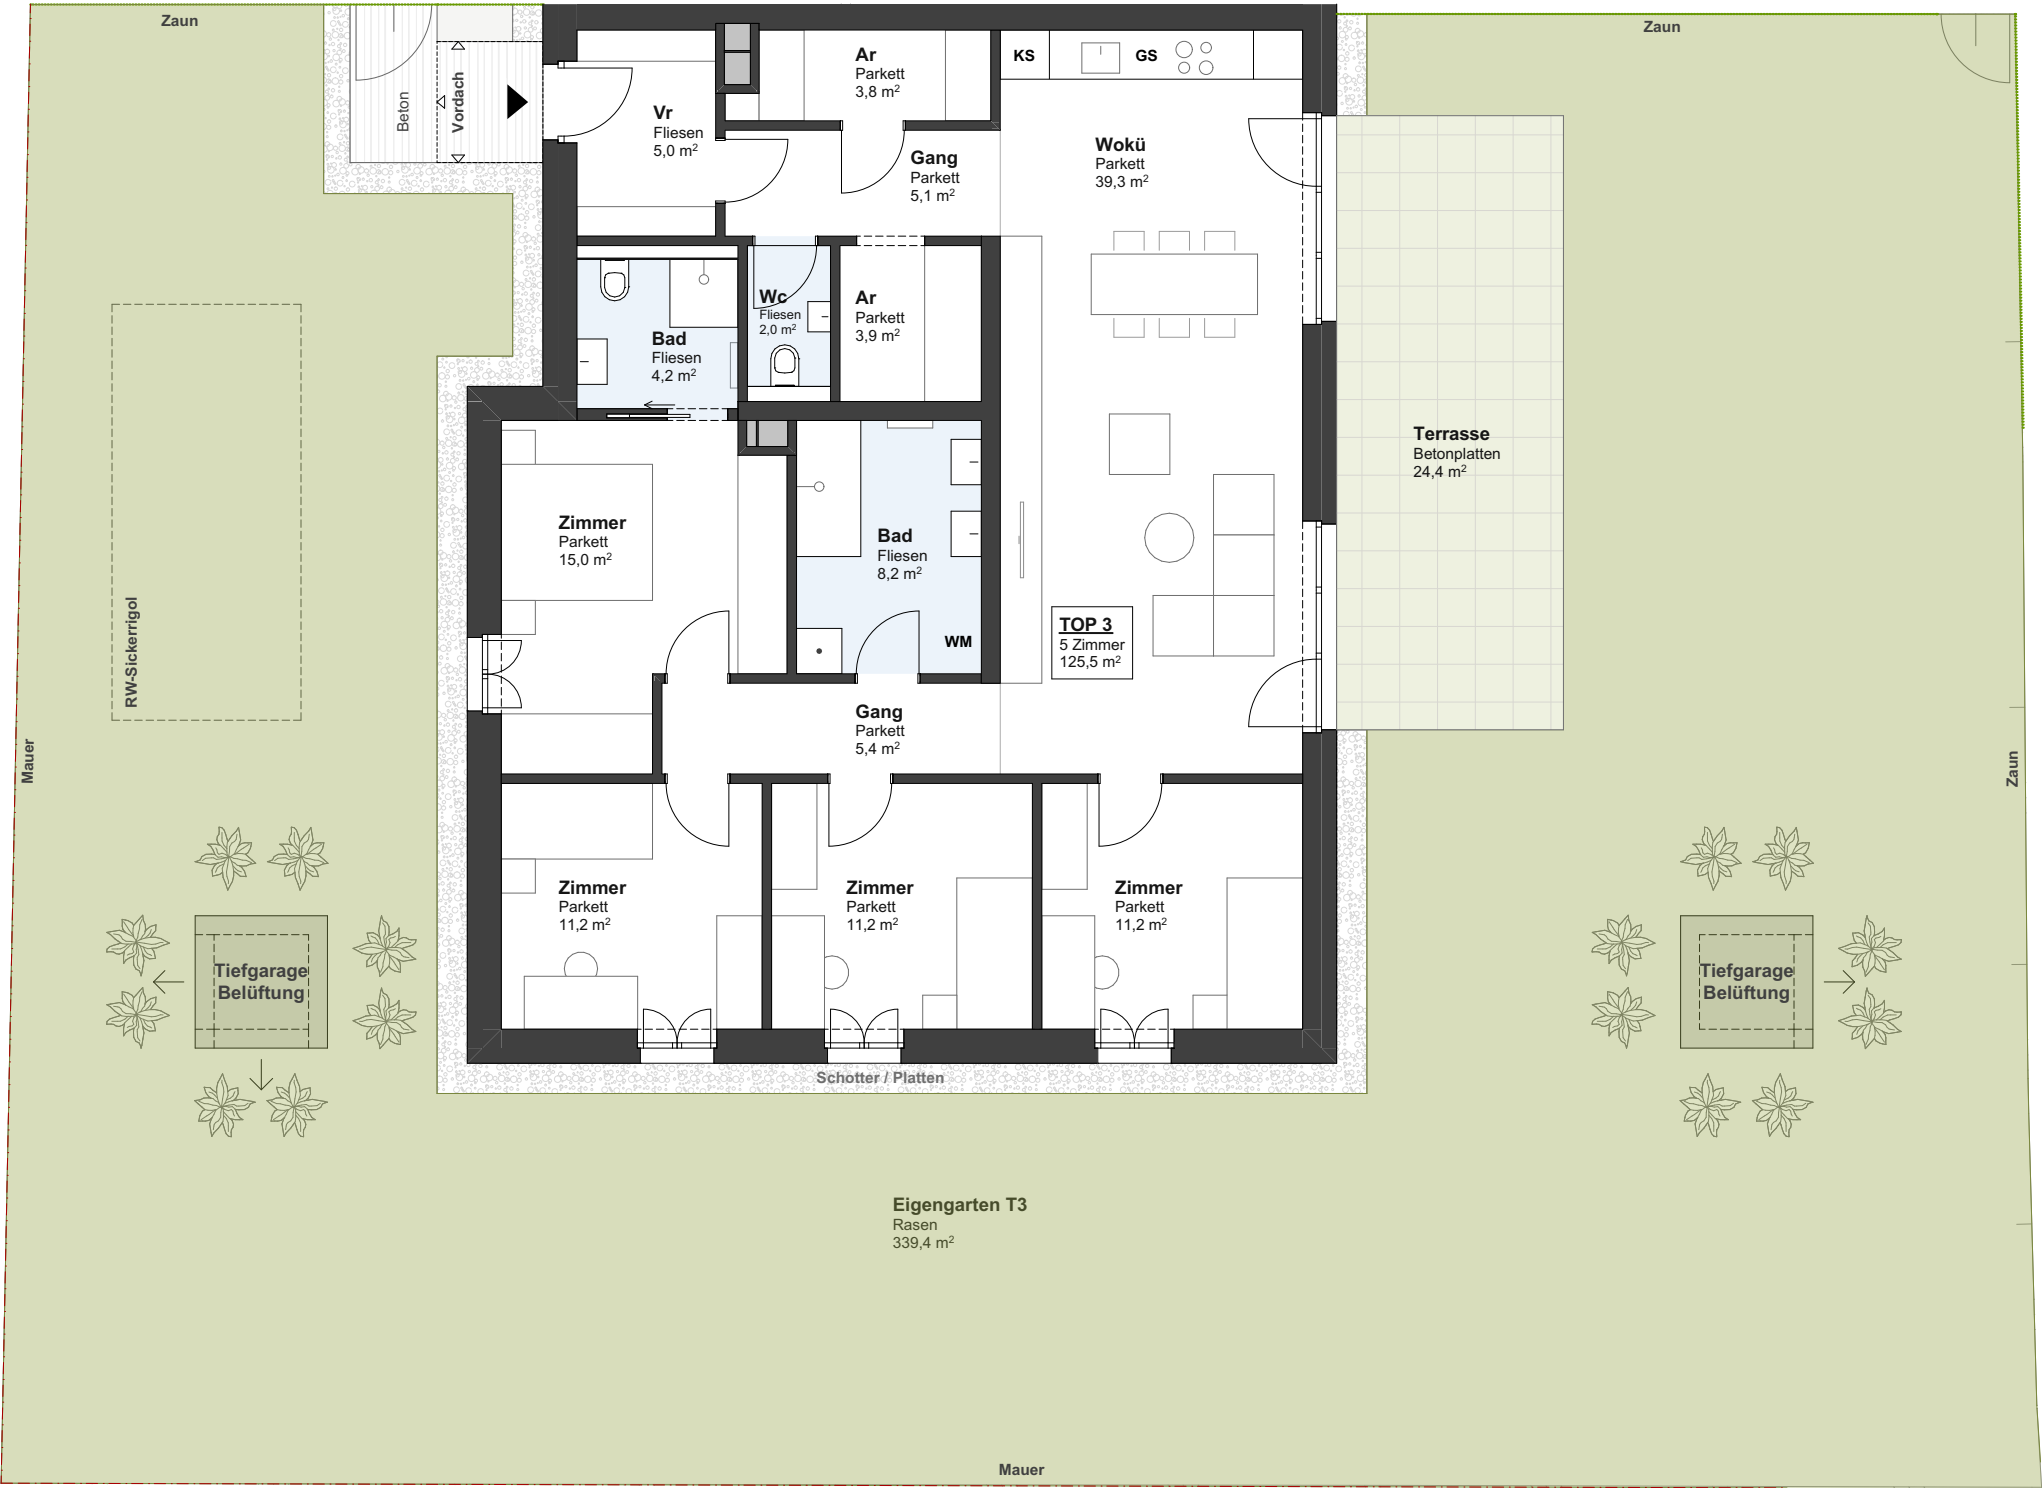 Zaun
Zaun
Beton
Vordach
Vr
Fliesen
5,0 m²
Ar
Parkett
3,8 m²
KS
GS
Gang
Parkett
5,1 m²
Wokü
Parkett
39,3 m²
Bad
Fliesen
4,2 m²
Wc
Fliesen
2,0 m²
Ar
Parkett
3,9 m²
Terrasse
Betonplatten
24,4 m²
Zimmer
Parkett
15,0 m²
Bad
Fliesen
8,2 m²
WM
TOP 3
5 Zimmer
125,5 m²
RW-Sickerrigol
Gang
Parkett
5,4 m²
Mauer
Zaun
Zimmer
Parkett
11,2 m²
Zimmer
Parkett
11,2 m²
Zimmer
Parkett
11,2 m²
Tiefgarage
Belüftung
Tiefgarage
Belüftung
Schotter / Platten
Eigengarten T3
Rasen
339,4 m²
Mauer